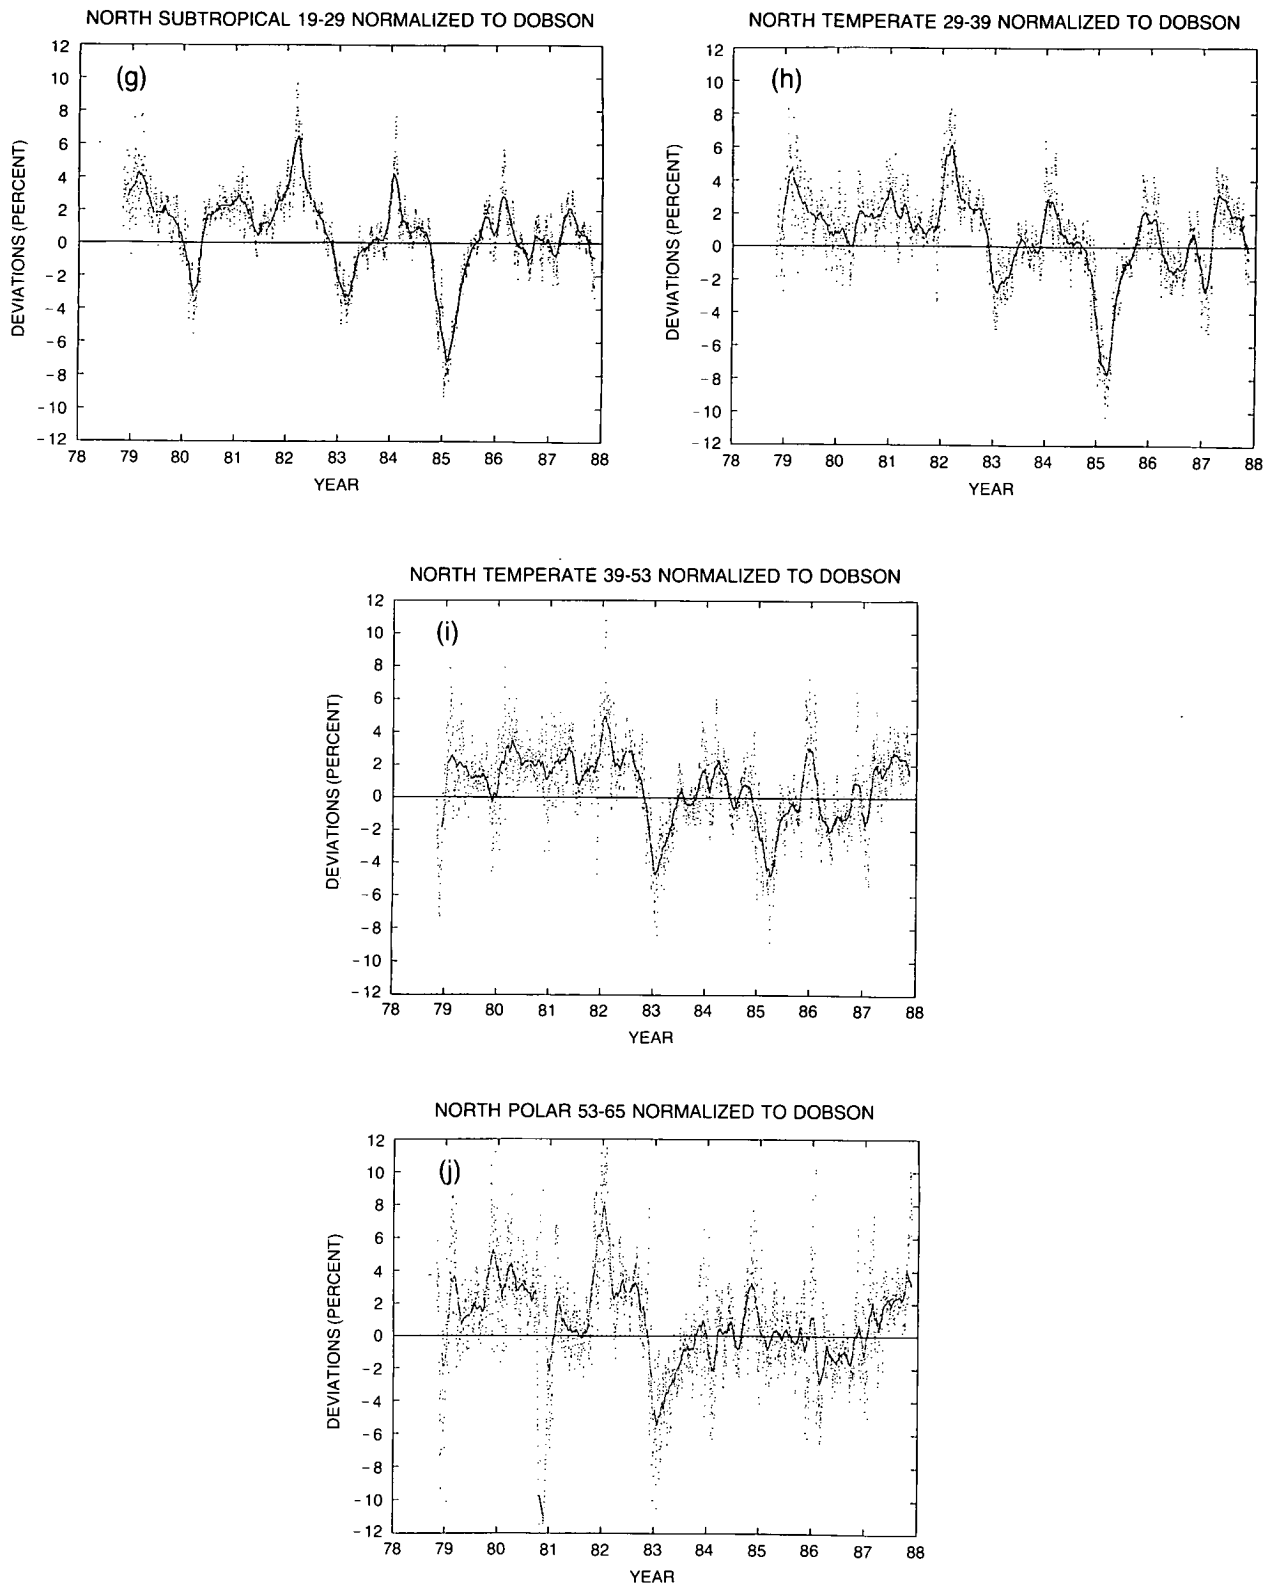 NORTH SUBTROPICAL 19-29 NORMALIZED TO DOBSON
(g)
DEVIATIONS (PERCENT)
12
10
8
6
4
2
0
-2
-4
-6
-8
-10
-12
78 79 80 81 82 83 84 85 86 87 88
YEAR
NORTH TEMPERATE 29-39 NORMALIZED TO DOBSON
(h)
DEVIATIONS (PERCENT)
12
10
8
6
4
2
0
-2
-4
-6
-8
-10
-12
78 79 80 81 82 83 84 85 86 87 88
YEAR
NORTH TEMPERATE 39-53 NORMALIZED TO DOBSON
(i)
DEVIATIONS (PERCENT)
12
10
8
6
4
2
0
-2
-4
-6
-8
-10
-12
78 79 80 81 82 83 84 85 86 87 88
YEAR
NORTH POLAR 53-65 NORMALIZED TO DOBSON
(j)
DEVIATIONS (PERCENT)
12
10
8
6
4
2
0
-2
-4
-6
-8
-10
-12
78 79 80 81 82 83 84 85 86 87 88
YEAR